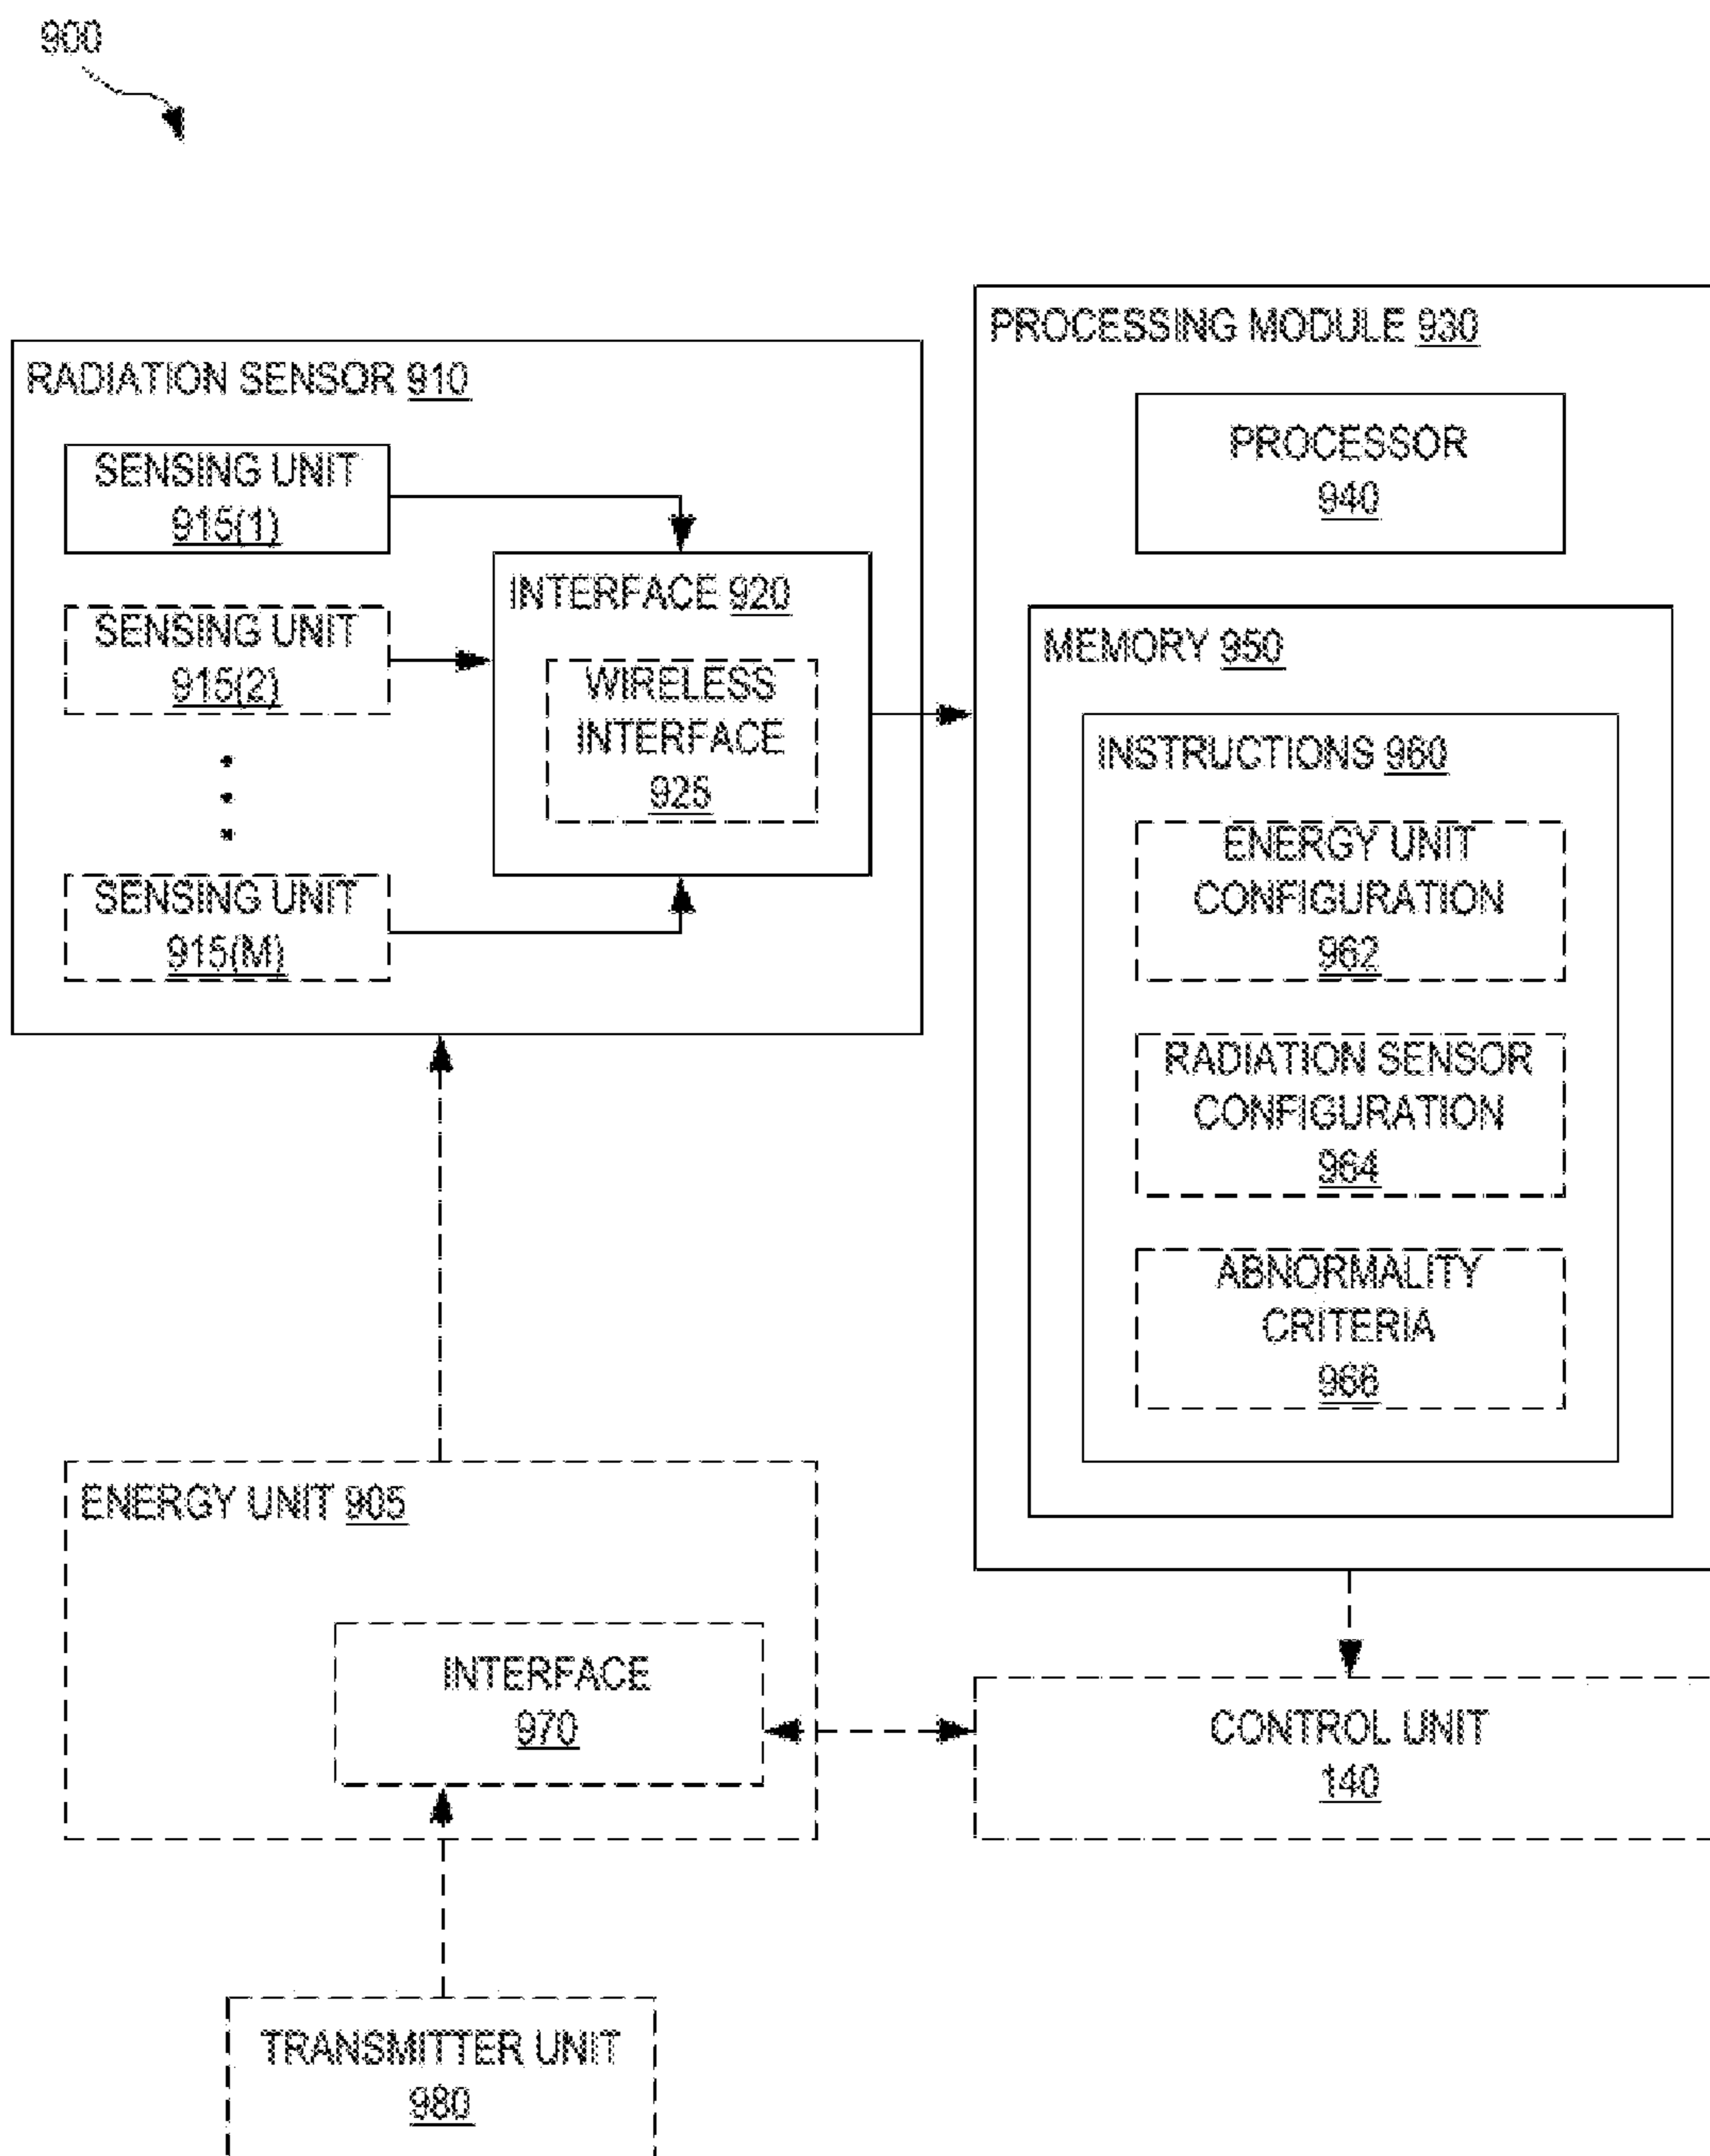 900
RADIATION SENSOR 910
SENSING UNIT
915(1)
SENSING UNIT
915(2)
SENSING UNIT
915(M)
INTERFACE 920
WIRELESS
INTERFACE
925
PROCESSING MODULE 930
PROCESSOR
940
MEMORY 950
INSTRUCTIONS 960
ENERGY UNIT
CONFIGURATION
962
RADIATION SENSOR
CONFIGURATION
964
ABNORMALITY
CRITERIA
966
ENERGY UNIT 905
INTERFACE
970
CONTROL UNIT
140
TRANSMITTER UNIT
980